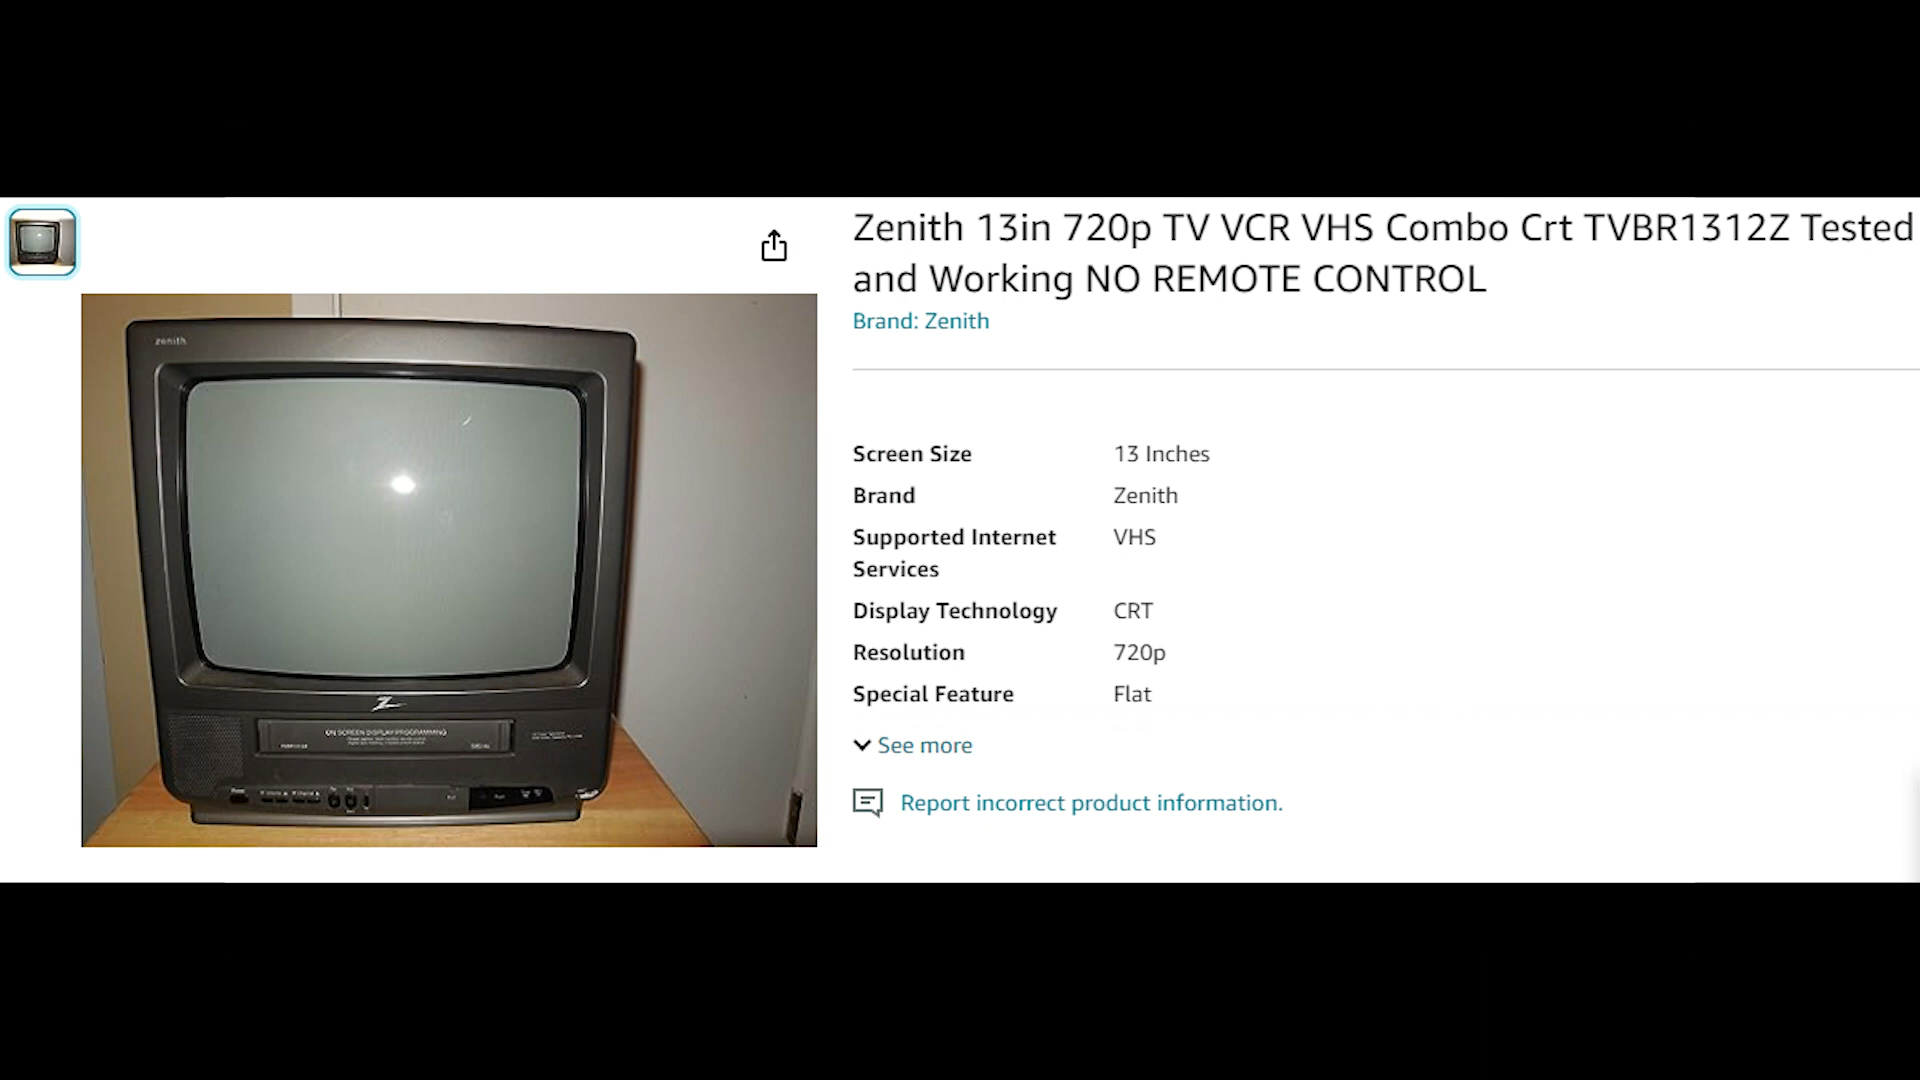 Zenith 13in 720p TV VCR VHS Combo Crt TVBR1312Z Tested
and Working NO REMOTE CONTROL
Brand: Zenith
zenith
Screen Size 13 Inches
Brand Zenith
Supported Internet VHS
Services
Display Technology CRT
Resolution 720p
Special Feature Flat
See more
Report incorrect product information.
Z
ON SCREEN DISPLAY PROGRAMMING